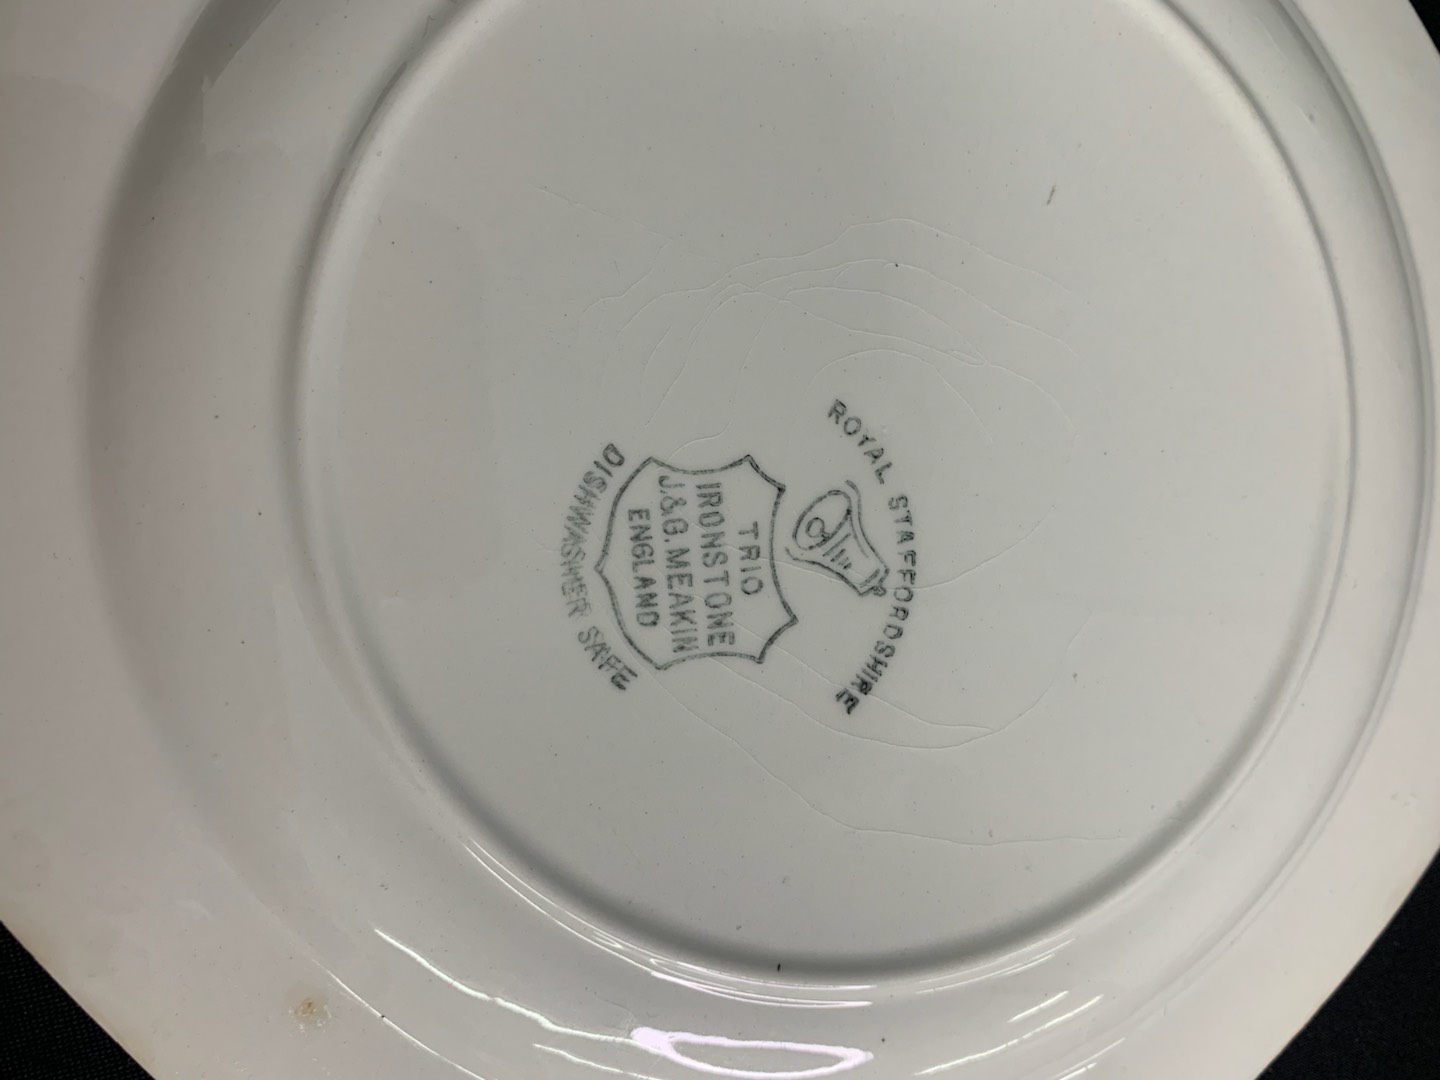 ROYAL STAFFORDSHIRE
TRIO
IRONSTONE
J.&G. MEAKIN
ENGLAND
DISHWASHER SAFE